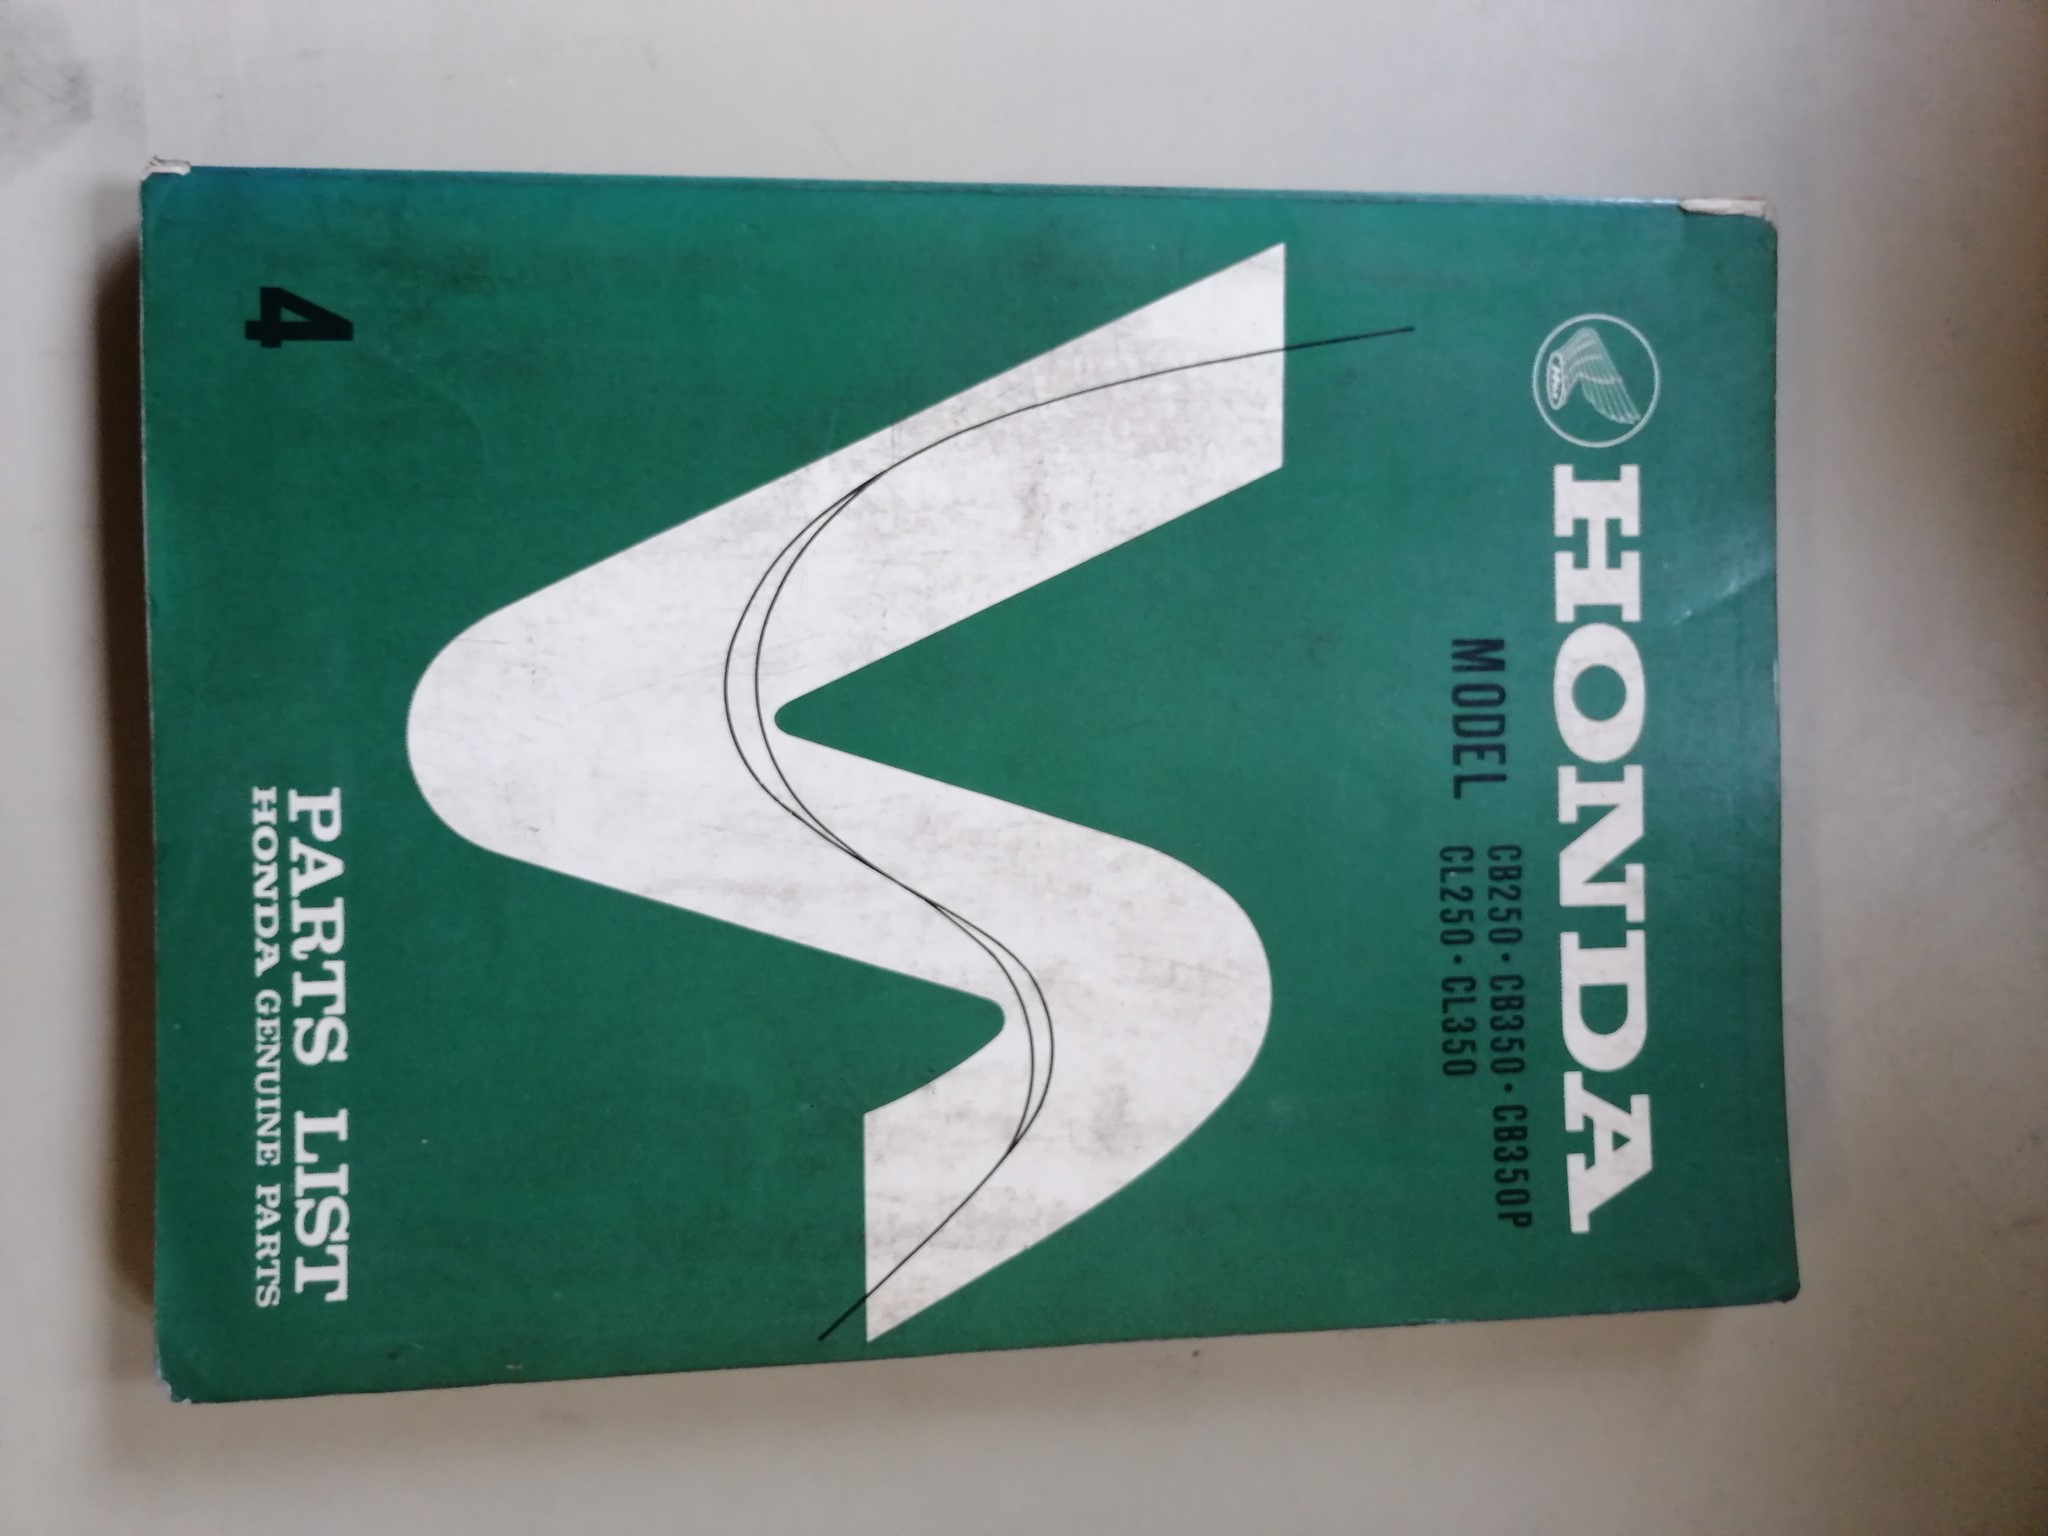 HONDA
MODEL CB250・CB350・CB350P
CL250・CL350
4
PARTS LIST
HONDA GENUINE PARTS